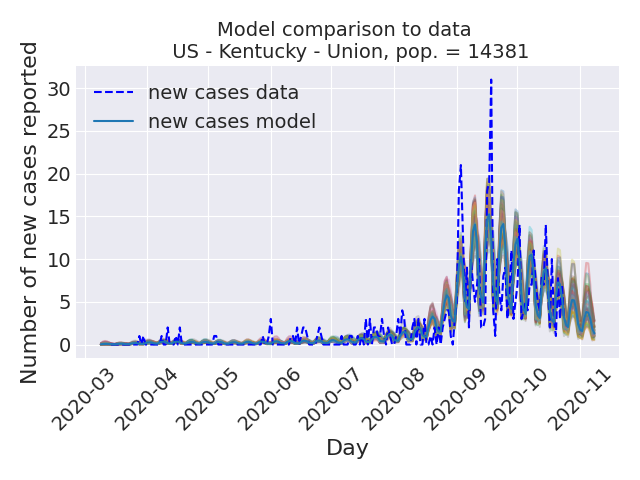 Model comparison to data
US - Kentucky - Union, pop. = 14381
Number of new cases reported
30
25
20
15
10
5
0
new cases data
new cases model
2020-03
2020-04
2020-05
2020-06
2020-07
2020-08
2020-09
2020-10
2020-11
Day